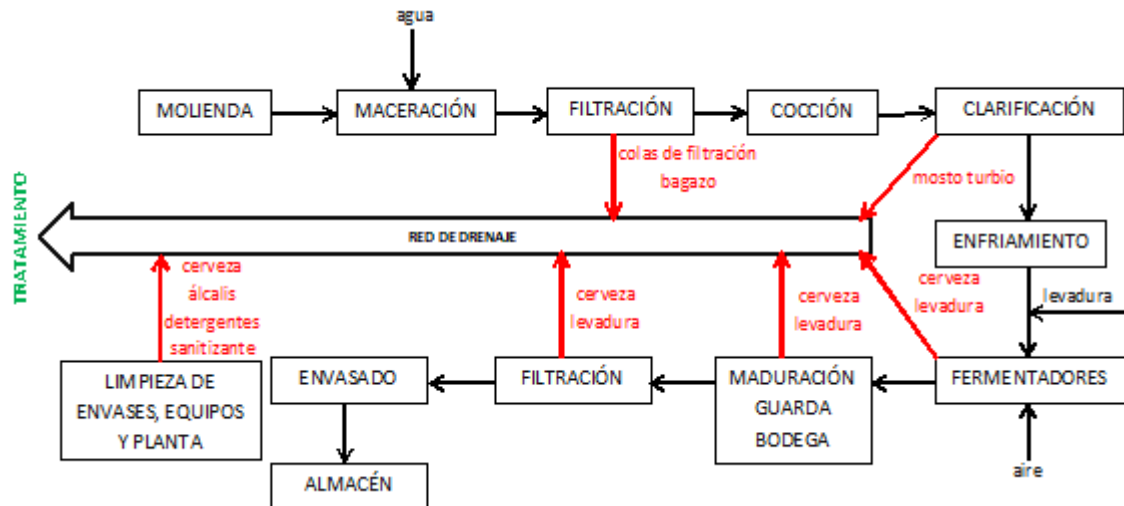 agua
MOLIENDA
MACERACIÓN
FILTRACIÓN
COCCIÓN
CLARIFICACIÓN
colas de filtración
bagazo
mosto turbio
TRATAMIENTO
RED DE DRENAJE
ENFRIAMIENTO
cerveza
álcalis
detergentes
sanitizante
cerveza
levadura
cerveza
levadura
cerveza
levadura
levadura
LIMPIEZA DE
ENVASES, EQUIPOS
Y PLANTA
ENVASADO
FILTRACIÓN
MADURACIÓN
GUARDA
BODEGA
FERMENTADORES
ALMACÉN
aire